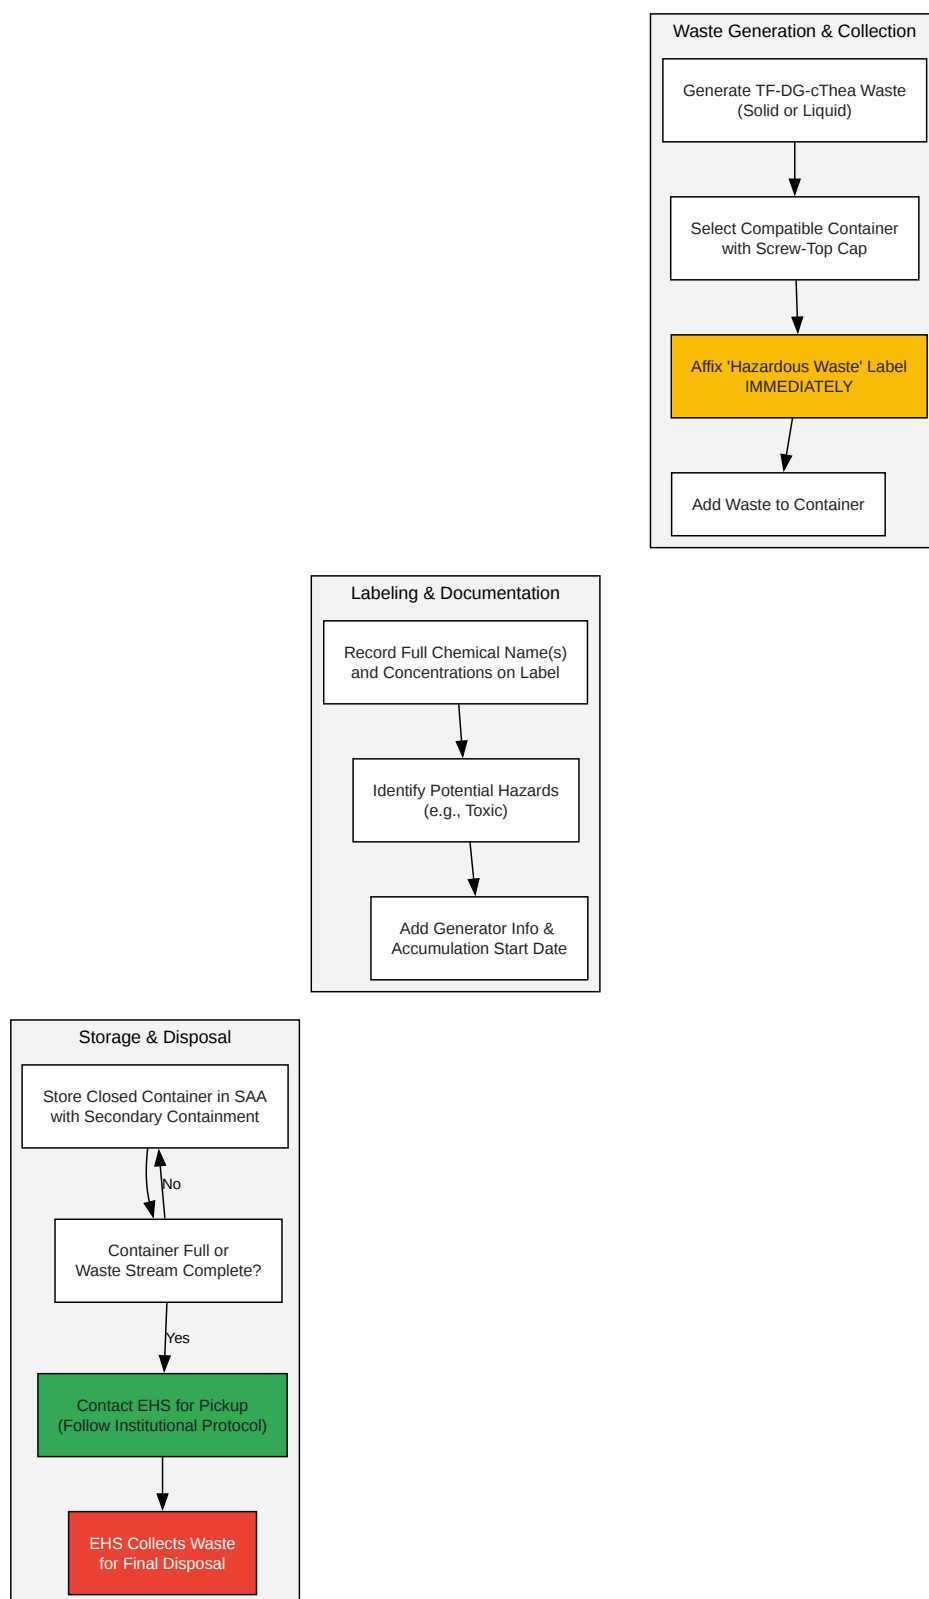 Waste Generation & Collection
Generate TF-DG-cThea Waste
(Solid or Liquid)
Select Compatible Container
with Screw-Top Cap
Affix 'Hazardous Waste' Label
IMMEDIATELY
Add Waste to Container
Labeling & Documentation
Record Full Chemical Name(s)
and Concentrations on Label
Identify Potential Hazards
(e.g., Toxic)
Add Generator Info &
Accumulation Start Date
Storage & Disposal
Store Closed Container in SAA
with Secondary Containment
No
Container Full or
Waste Stream Complete?
Yes
Contact EHS for Pickup
(Follow Institutional Protocol)
EHS Collects Waste
for Final Disposal